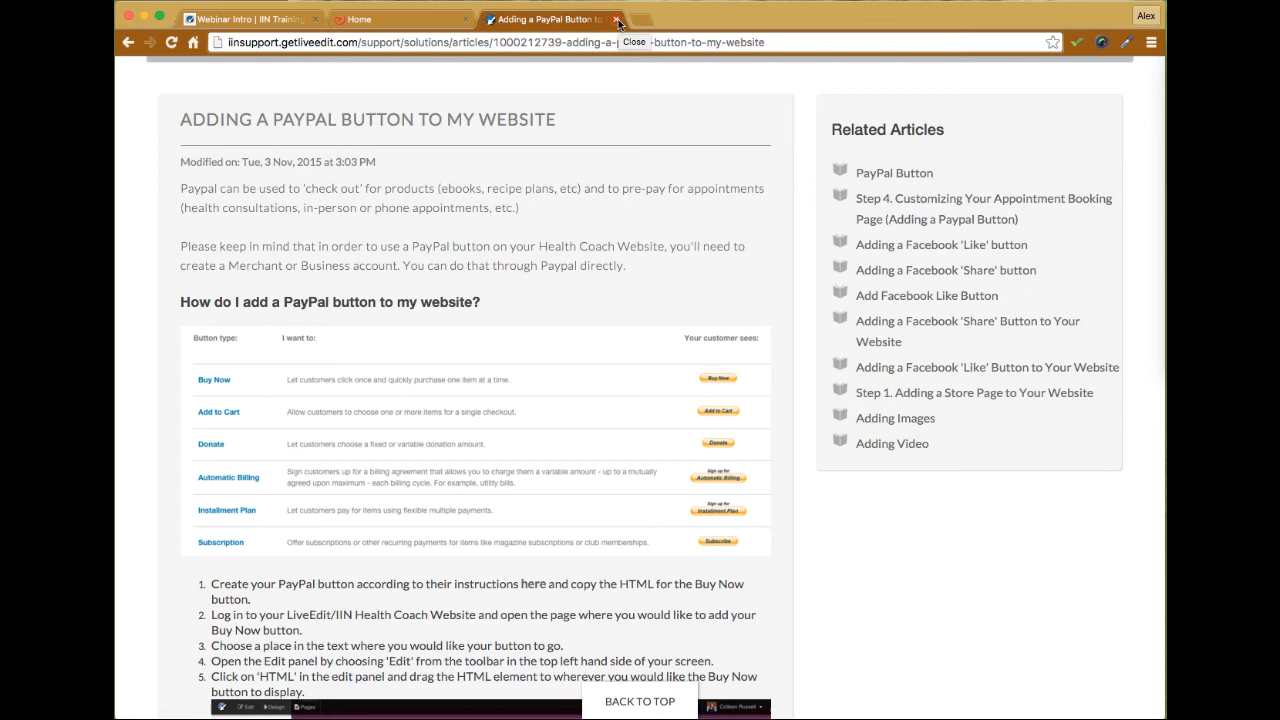 Webinar Intro | IIN Training
Home
Adding a PayPal Button to
Alex
iinsupport.getliveedit.com/support/solutions/articles/1000212739-adding-a-
-button-to-my-website
Close
ADDING A PAYPAL BUTTON TO MY WEBSITE
Modified on: Tue, 3 Nov, 2015 at 3:03 PM
Paypal can be used to 'check out' for products (ebooks, recipe plans, etc) and to pre-pay for appointments
(health consultations, in-person or phone appointments, etc.)
Please keep in mind that in order to use a PayPal button on your Health Coach Website, you'll need to
create a Merchant or Business account. You can do that through Paypal directly.
How do I add a PayPal button to my website?
Button type: I want to: Your customer sees:
Buy Now Let customers click once and quickly purchase one item at a time. Buy Now
Add to Cart Allow customers to choose one or more items for a single checkout. Add to Cart
Donate Let customers choose a fixed or variable donation amount. Donate
Sign customers up for a billing agreement that allows you to charge them a variable amount - up to a mutually Sign up for
Automatic Billing agreed upon maximum - each billing cycle. For example, utility bills. Automatic Billing
Sign up for
Installment Plan Let customers pay for items using flexible multiple payments. Installment Plan
Subscription Offer subscriptions or other recurring payments for items like magazine subscriptions or club memberships. Subscribe
1. Create your PayPal button according to their instructions here and copy the HTML for the Buy Now
button.
2. Log in to your LiveEdit/IIN Health Coach Website and open the page where you would like to add your
Buy Now button.
3. Choose a place in the text where you would like your button to go.
4. Open the Edit panel by choosing 'Edit' from the toolbar in the top left hand side of your screen.
5. Click on 'HTML' in the edit panel and drag the HTML element to wherever you would like the Buy Now
button to display.
Edit Design Pages Colleen Russell
BACK TO TOP
Related Articles
PayPal Button
Step 4. Customizing Your Appointment Booking
Page (Adding a Paypal Button)
Adding a Facebook 'Like' button
Adding a Facebook 'Share' button
Add Facebook Like Button
Adding a Facebook 'Share' Button to Your
Website
Adding a Facebook 'Like' Button to Your Website
Step 1. Adding a Store Page to Your Website
Adding Images
Adding Video